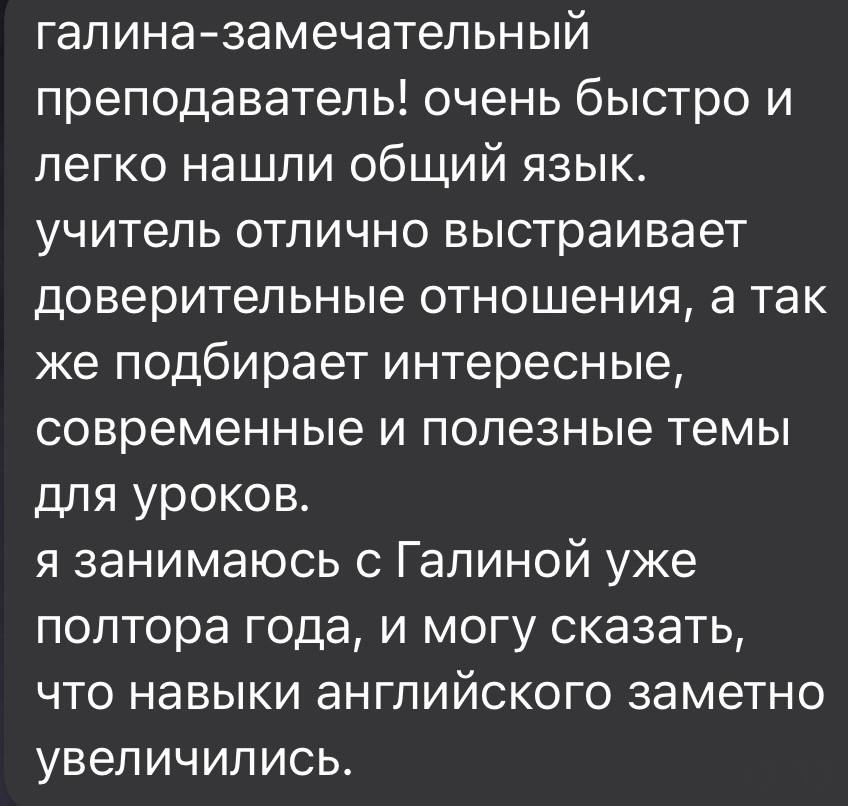 галина-замечательный
преподаватель! очень быстро и
легко нашли общий язык.
учитель отлично выстраивает
доверительные отношения, а так
же подбирает интересные,
современные и полезные темы
для уроков.
я занимаюсь с Галиной уже
полтора года, и могу сказать,
что навыки английского заметно
увеличились.